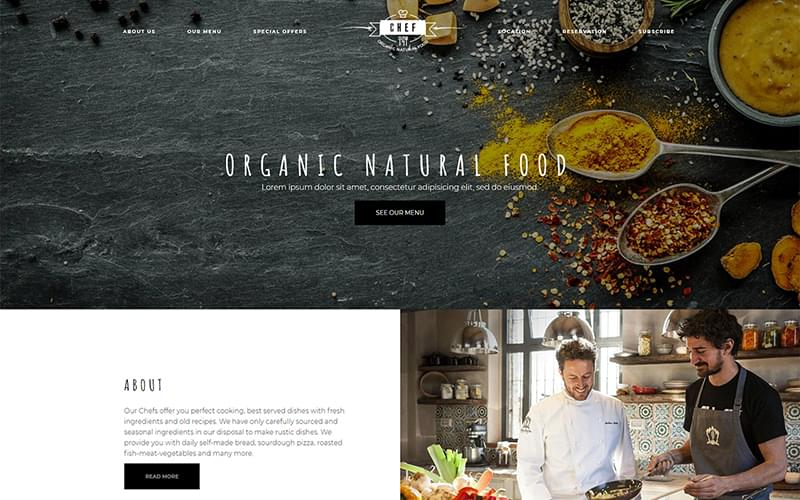 ABOUT US
OUR MENU
SPECIAL OFFERS
CHEF
ORGANIC NATURAL FOOD
LOCATION
RESERVATION
SUBSCRIBE
ORGANIC NATURAL FOOD
Lorem ipsum dolor sit amet, consectetur adipisicing elit, sed do eiusmod.
SEE OUR MENU
ABOUT
Our Chefs offer you perfect cooking, best served dishes with fresh
ingredients and old recipes. We have only carefully sourced and
seasonal ingredients in our disposal to make rustic dishes. We
provide you with daily self-made bread, sourdough pizza, roasted
fish-meat-vegetables and many more.
READ MORE